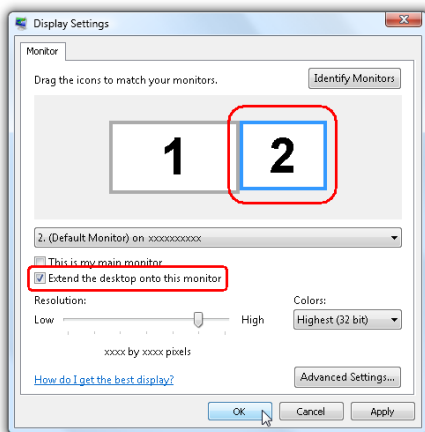 Display Settings
Monitor
Drag the icons to match your monitors.
Identify Monitors
1
2
2. (Default Monitor) on xxxxxxxxxx
This is my main monitor
Extend the desktop onto this monitor
Resolution:
Colors:
Low
High
Highest (32 bit)
xxxx by xxxx pixels
How do I get the best display?
Advanced Settings...
OK
Cancel
Apply